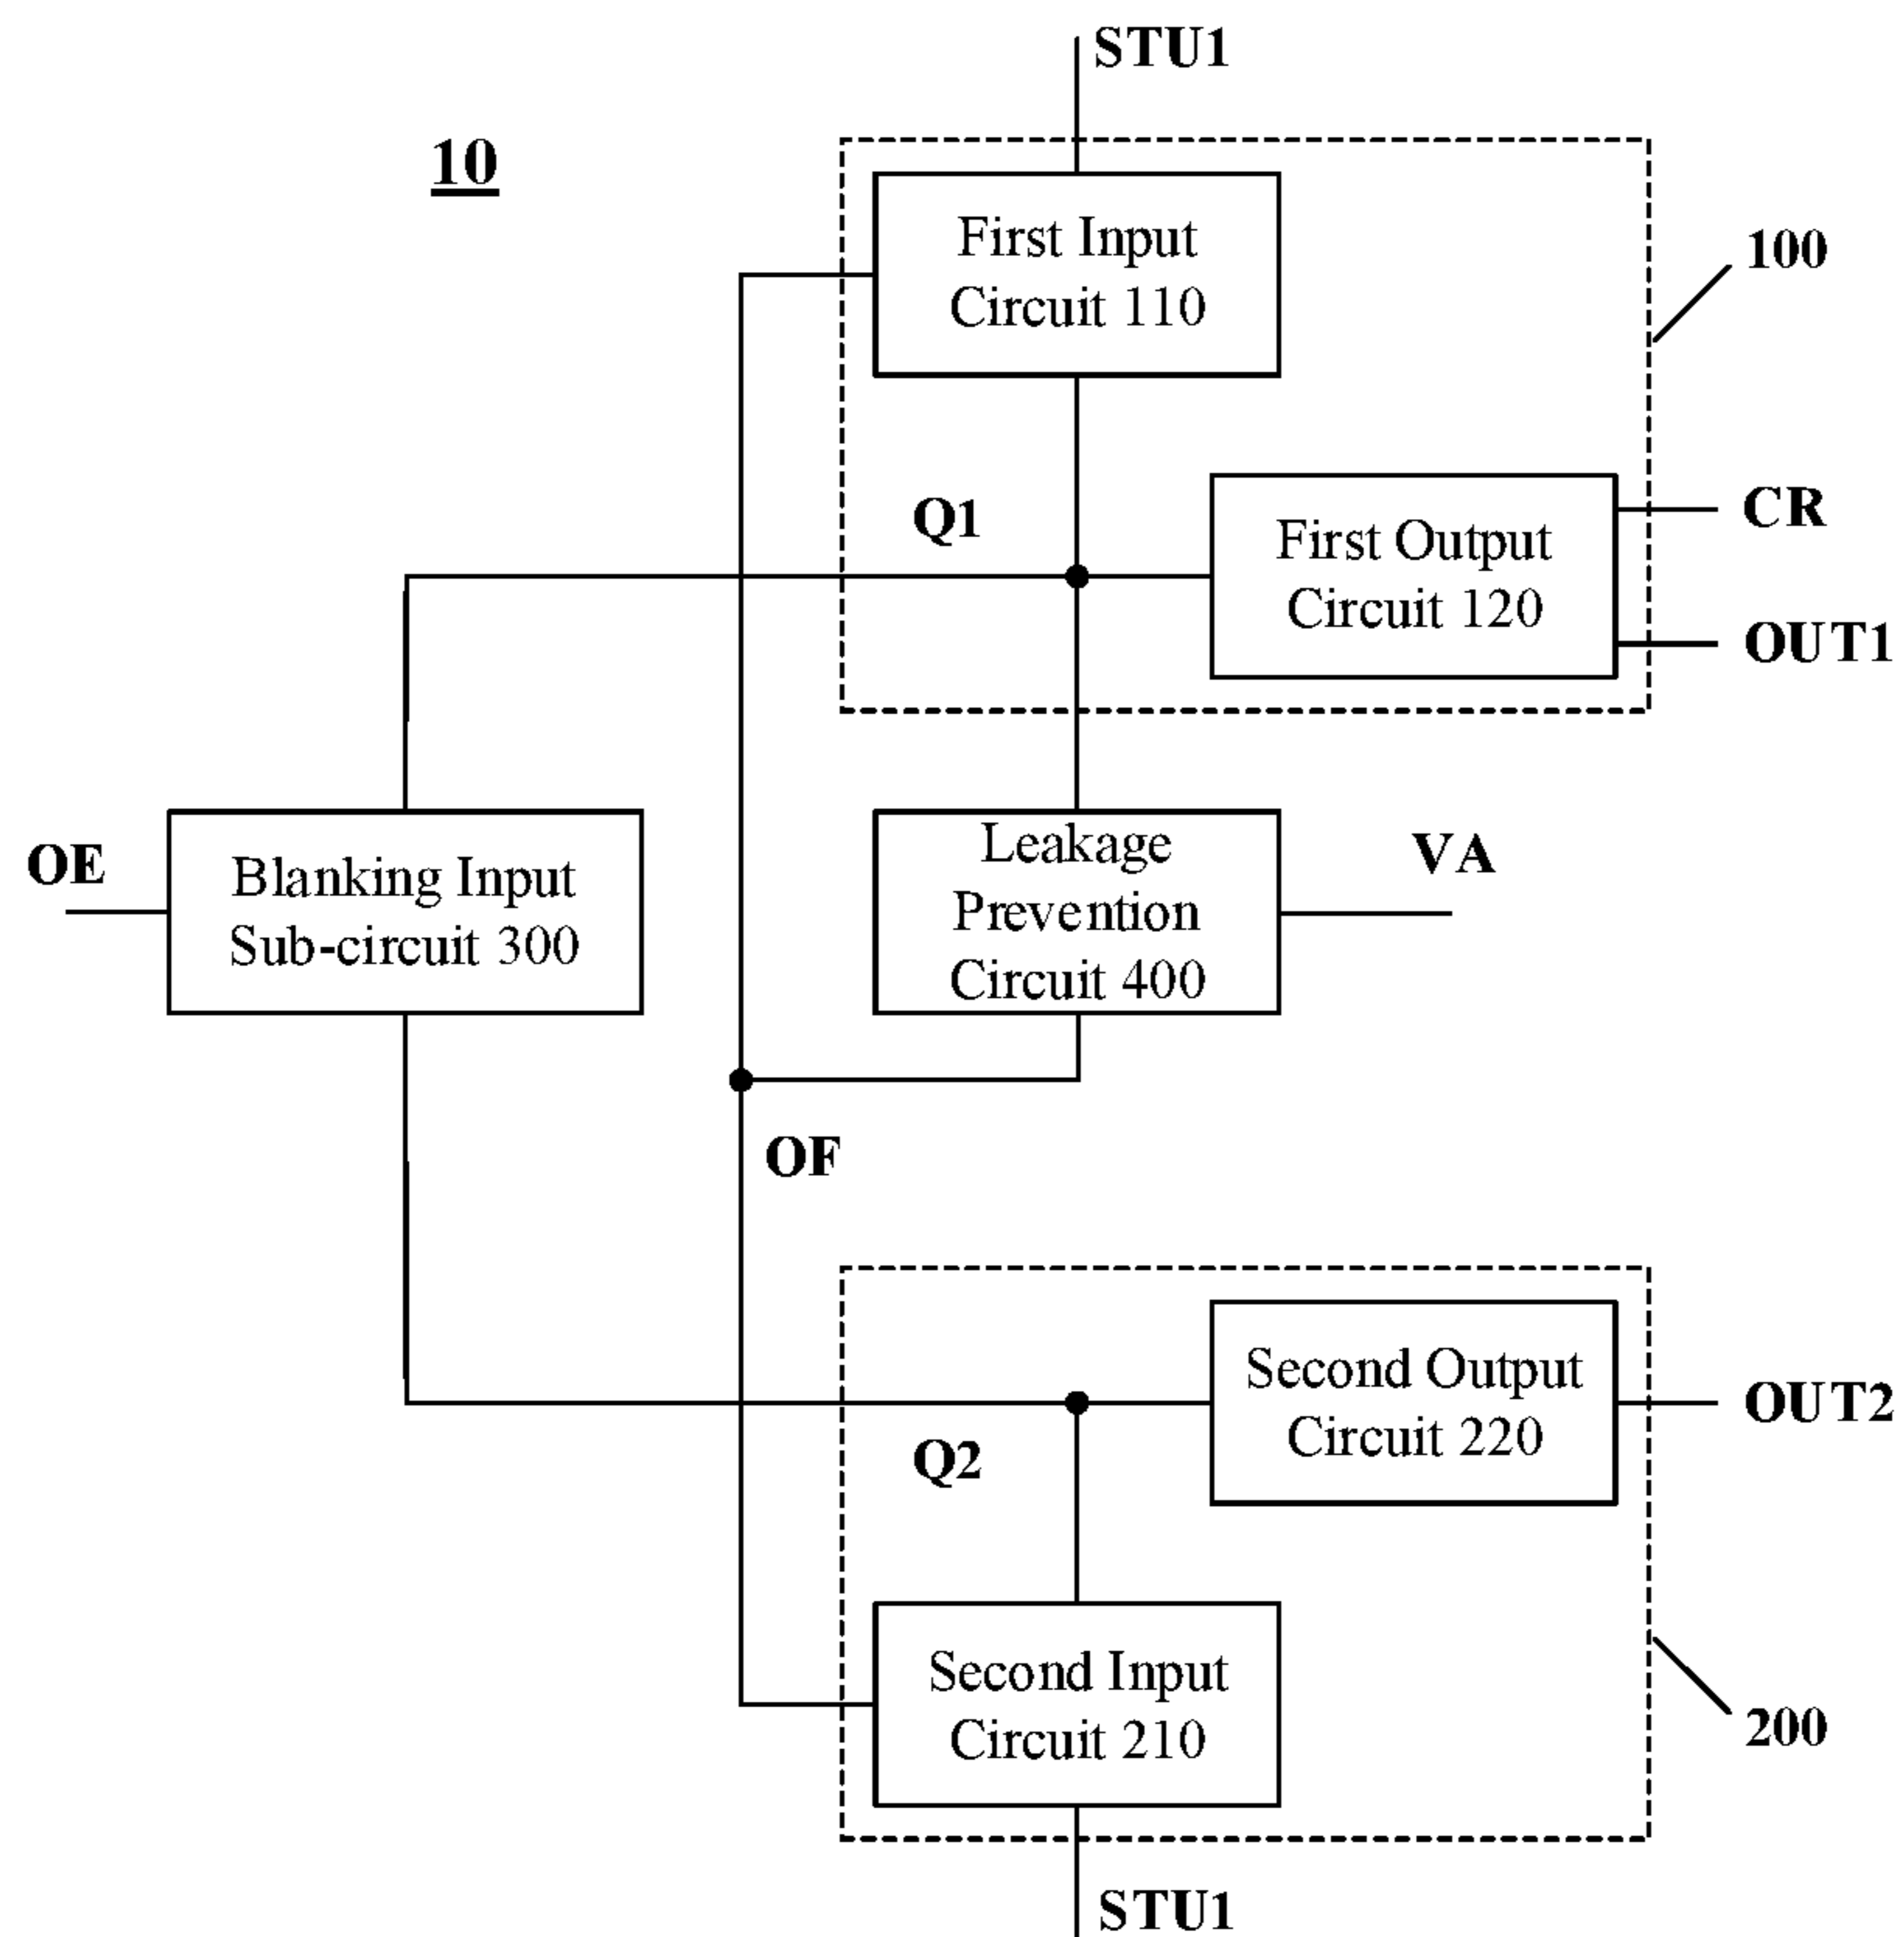 STU1
10
First Input
Circuit 110
100
Q1
First Output
Circuit 120
CR
OUT1
OE
Blanking Input
Sub-circuit 300
Leakage
Prevention
Circuit 400
VA
OF
Second Output
Circuit 220
OUT2
Q2
Second Input
Circuit 210
200
STU1